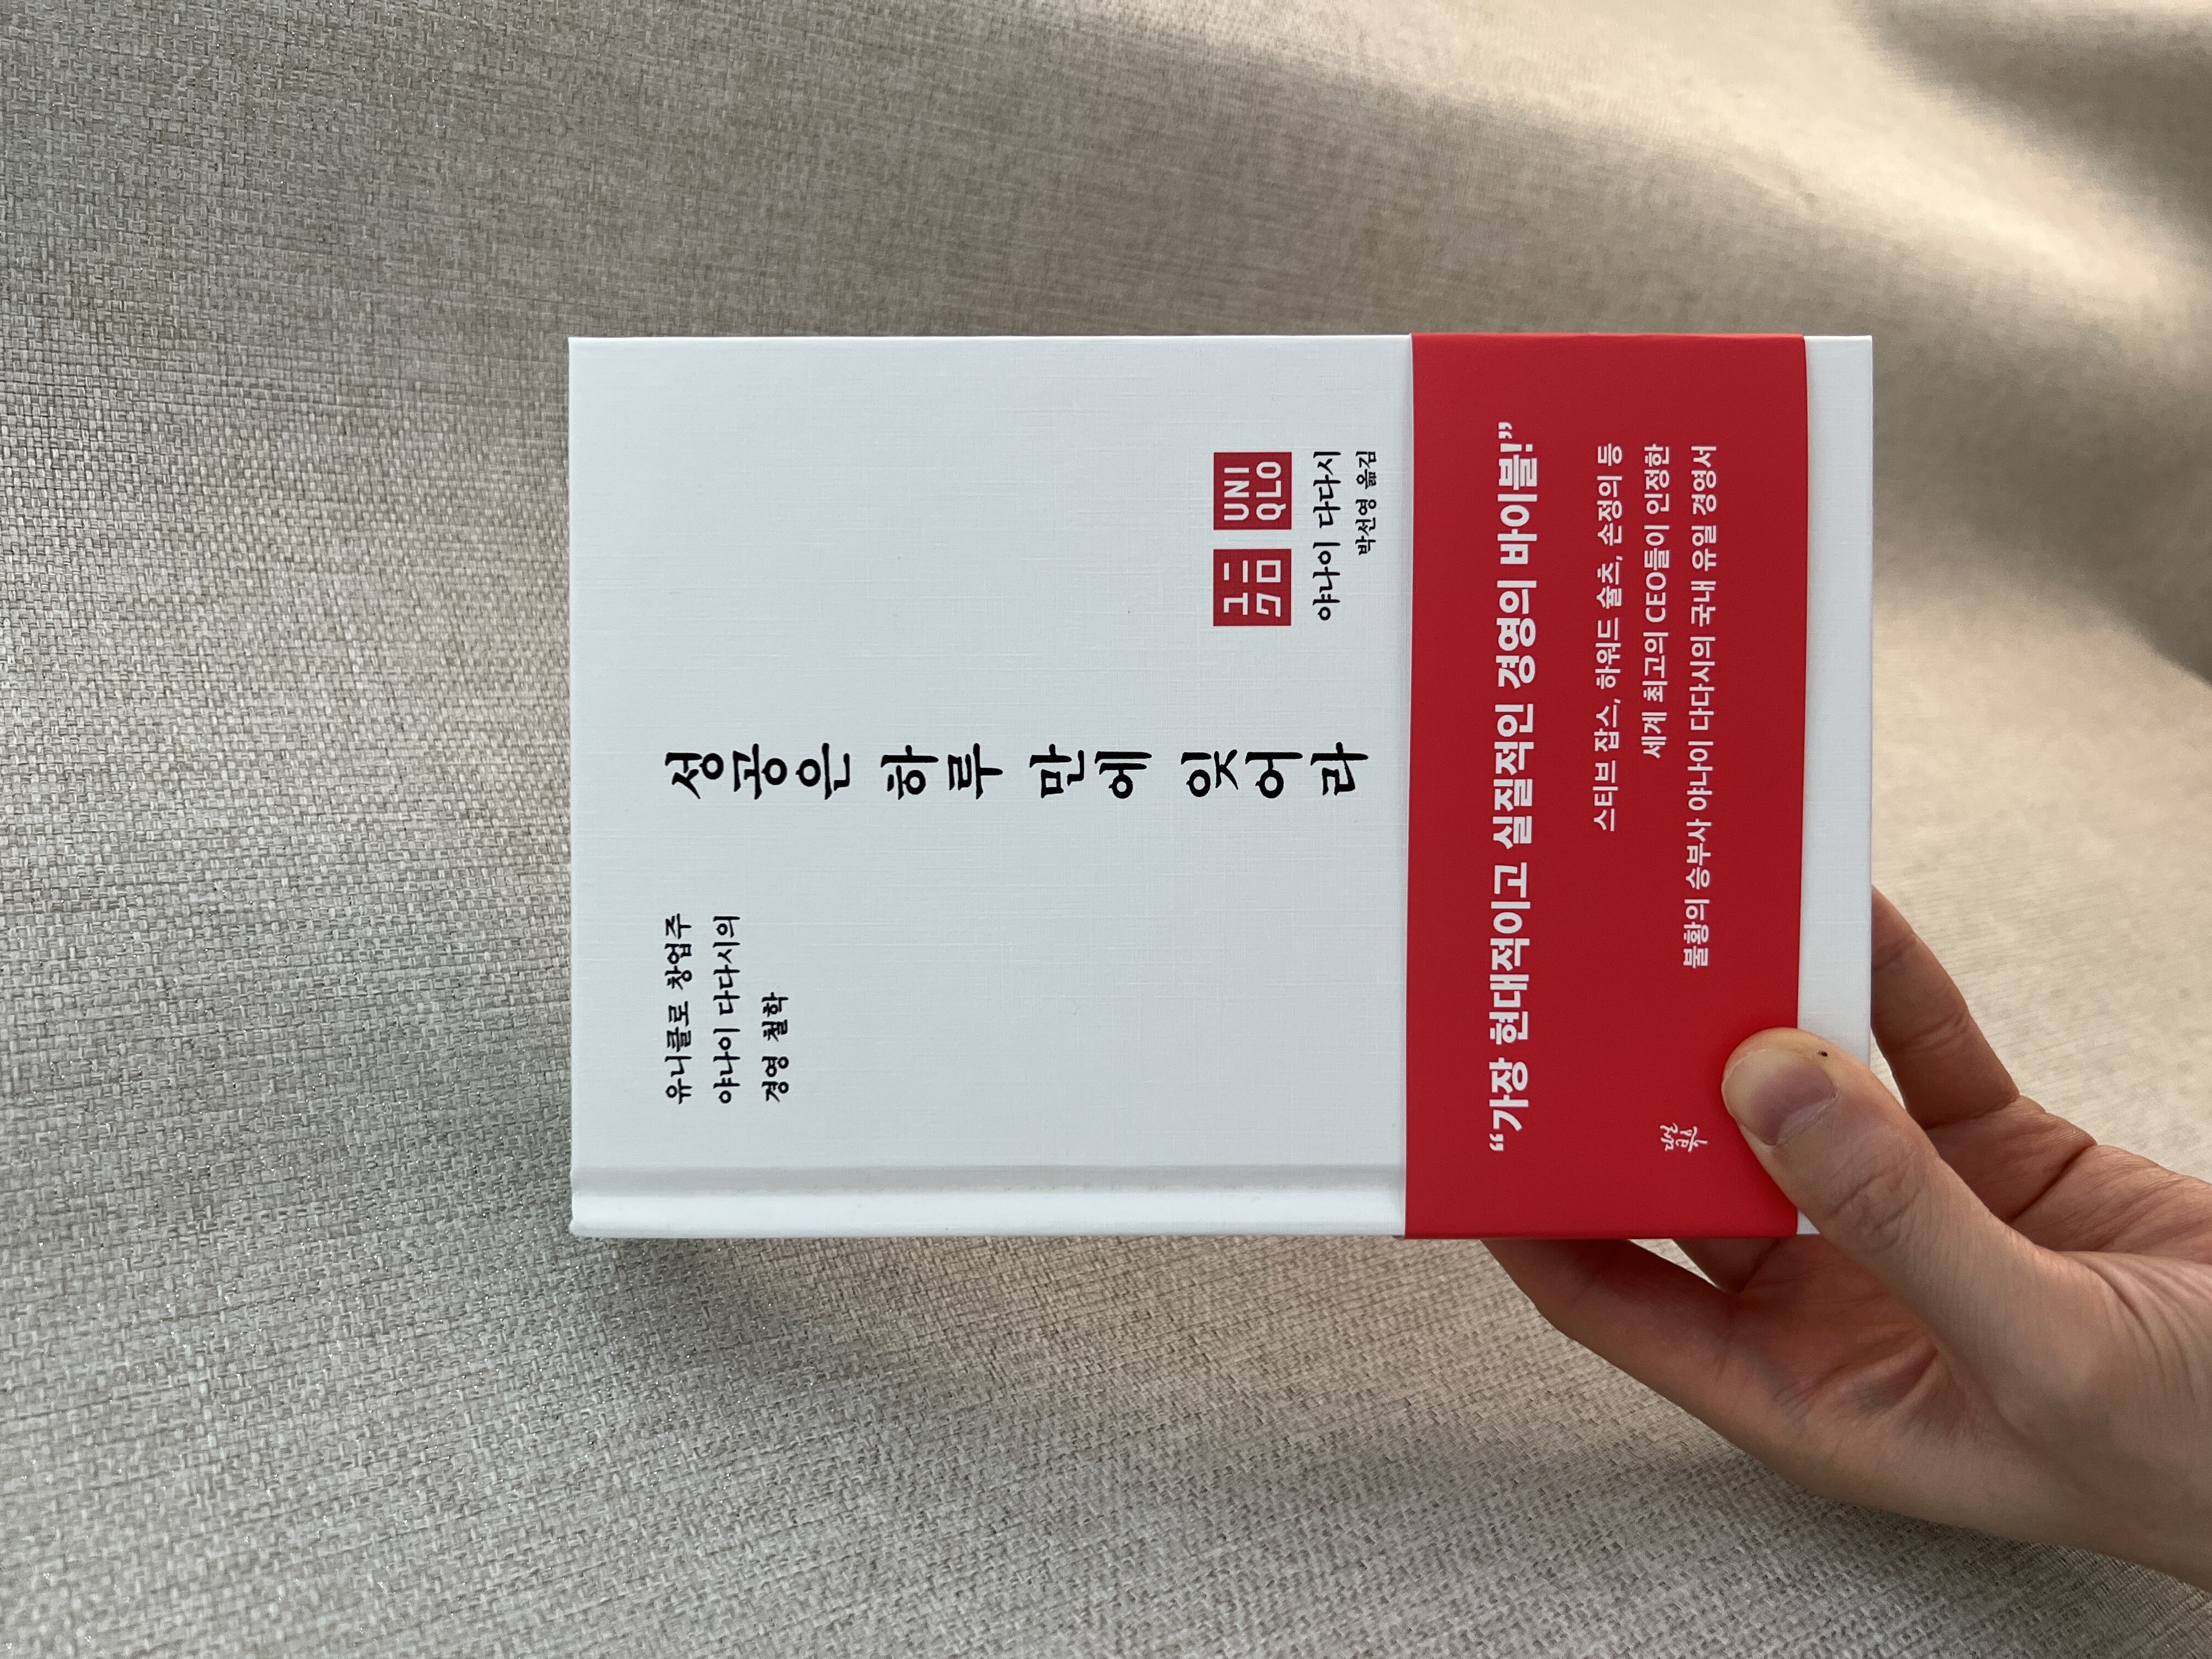 유니클로 창업주
야나이 다다시의
경영 철학
성공은 하루 만에 잊어라
ユニ
クロ
UNI
QLO
야나이 다다시
박선영 옮김
“가장 현대적이고 실질적인 경영의 바이블!”
스티브 잡스, 하워드 슐츠, 손정의 등
세계 최고의 CEO들이 인정한
불황의 승부사 야나이 다다시의 국내 유일 경영서